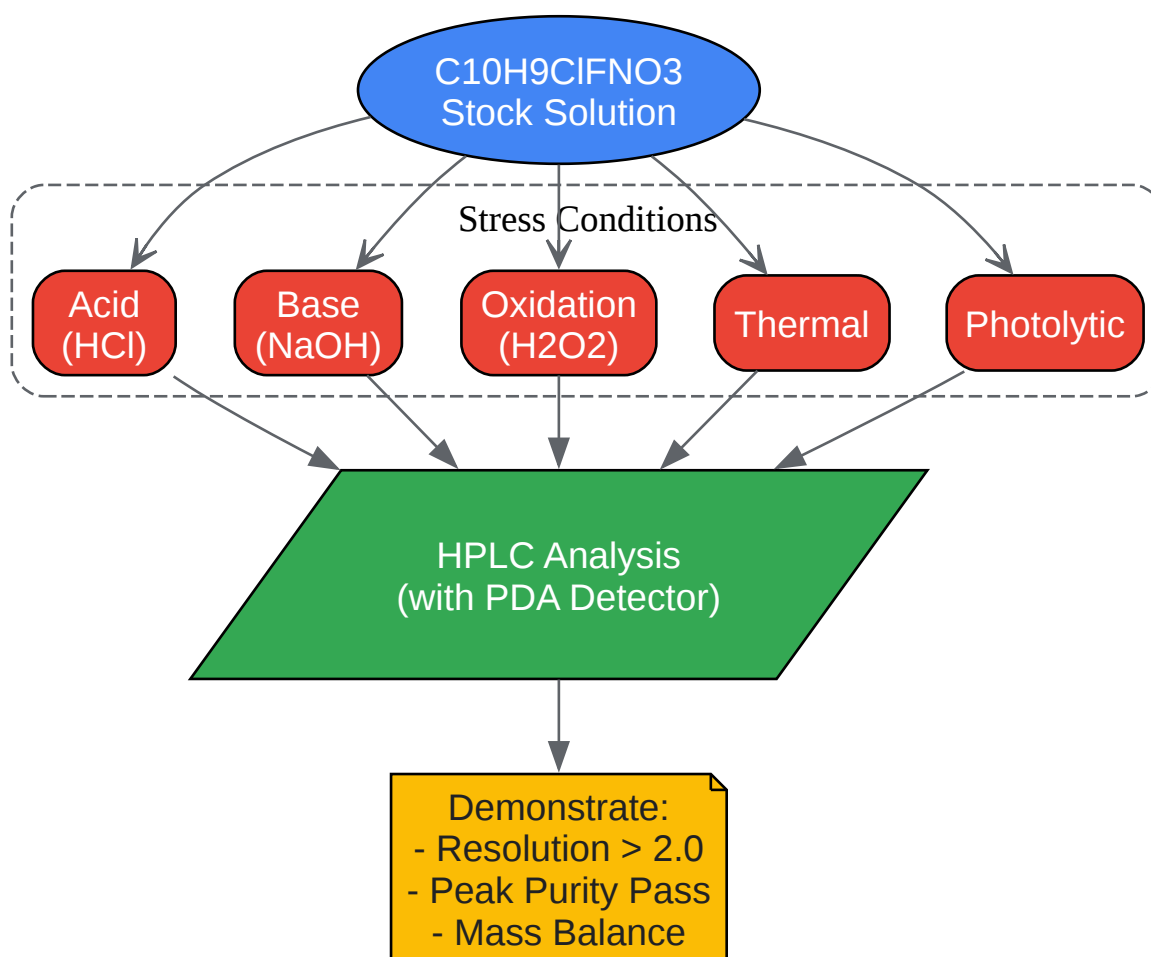 C10H9ClFNO3
Stock Solution
Stress Conditions
Acid
(HCl)
Base
(NaOH)
Oxidation
(H2O2)
Thermal
Photolytic
HPLC Analysis
(with PDA Detector)
Demonstrate:
- Resolution > 2.0
- Peak Purity Pass
- Mass Balance